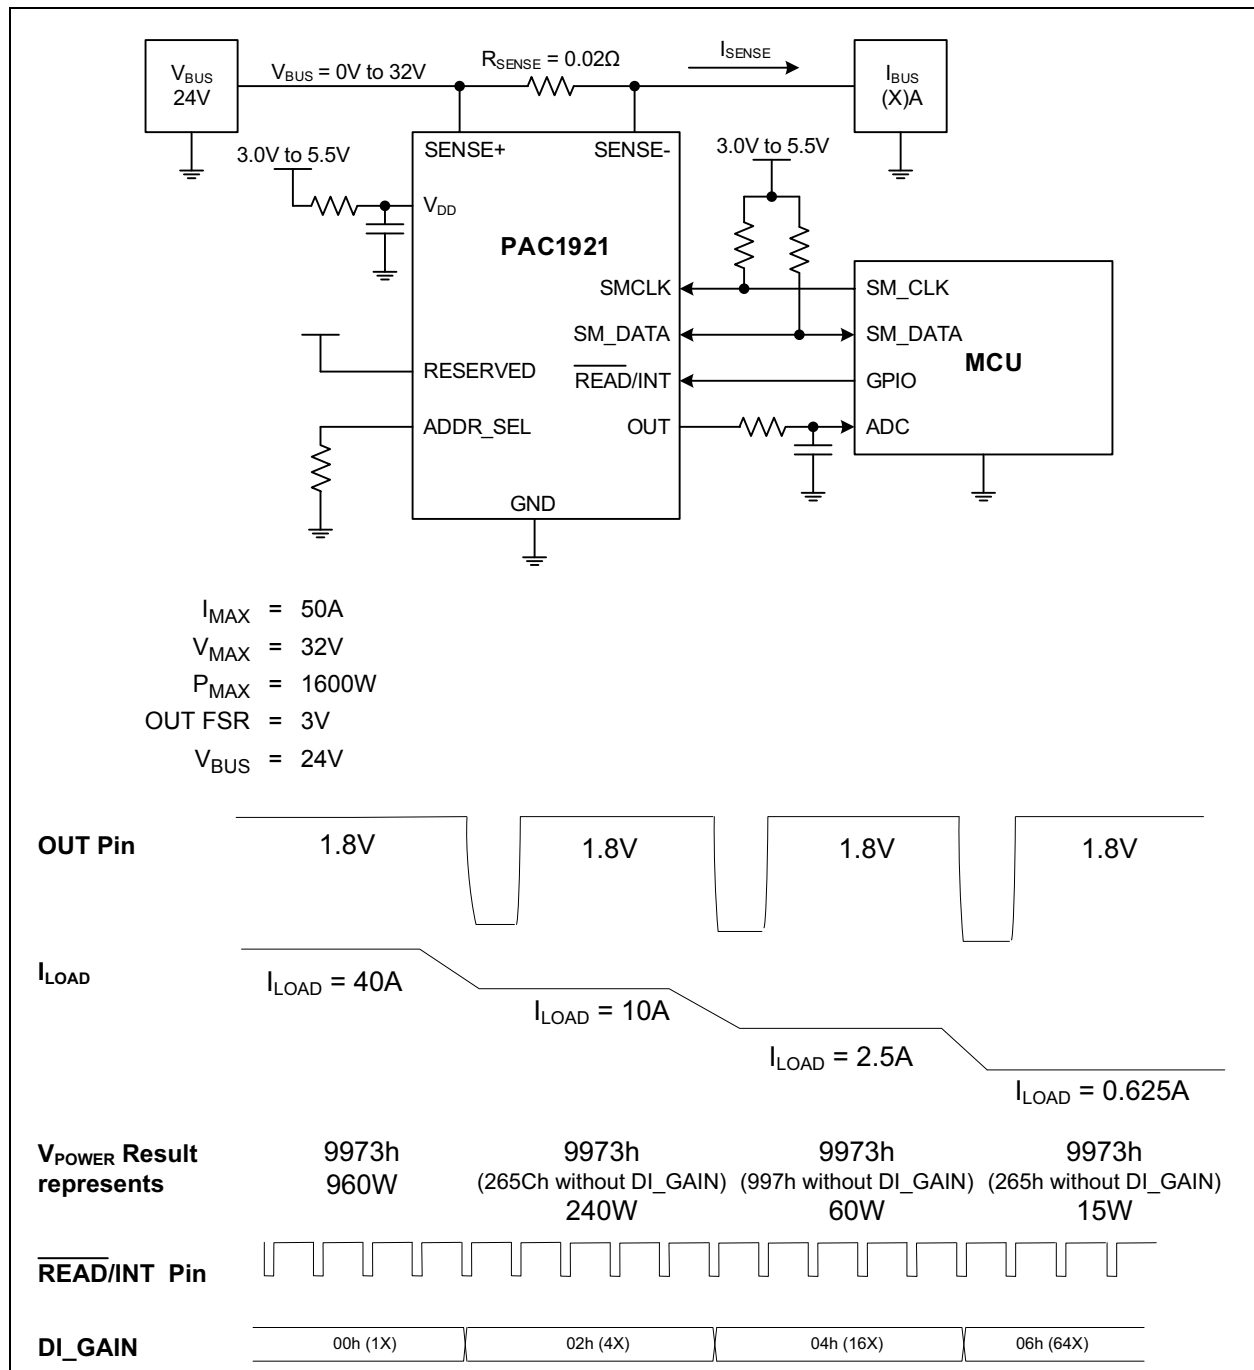 V_BUS 24V
V_BUS = 0V to 32V
R_SENSE = 0.02Ω
I_SENSE
I_BUS (X)A
3.0V to 5.5V
SENSE+
SENSE-
3.0V to 5.5V
V_DD
PAC1921
SMCLK
SM_CLK
SM_DATA
SM_DATA
MCU
RESERVED
READ/INT
GPIO
ADDR_SEL
OUT
ADC
GND
I_MAX = 50A
V_MAX = 32V
P_MAX = 1600W
OUT FSR = 3V
V_BUS = 24V
OUT Pin 1.8V 1.8V 1.8V 1.8V
I_LOAD
I_LOAD = 40A
I_LOAD = 10A
I_LOAD = 2.5A
I_LOAD = 0.625A
V_POWER Result 9973h 9973h 9973h 9973h
represents 960W (265Ch without DI_GAIN) (997h without DI_GAIN) (265h without DI_GAIN)
240W 60W 15W
READ/INT Pin
DI_GAIN 00h (1X) 02h (4X) 04h (16X) 06h (64X)